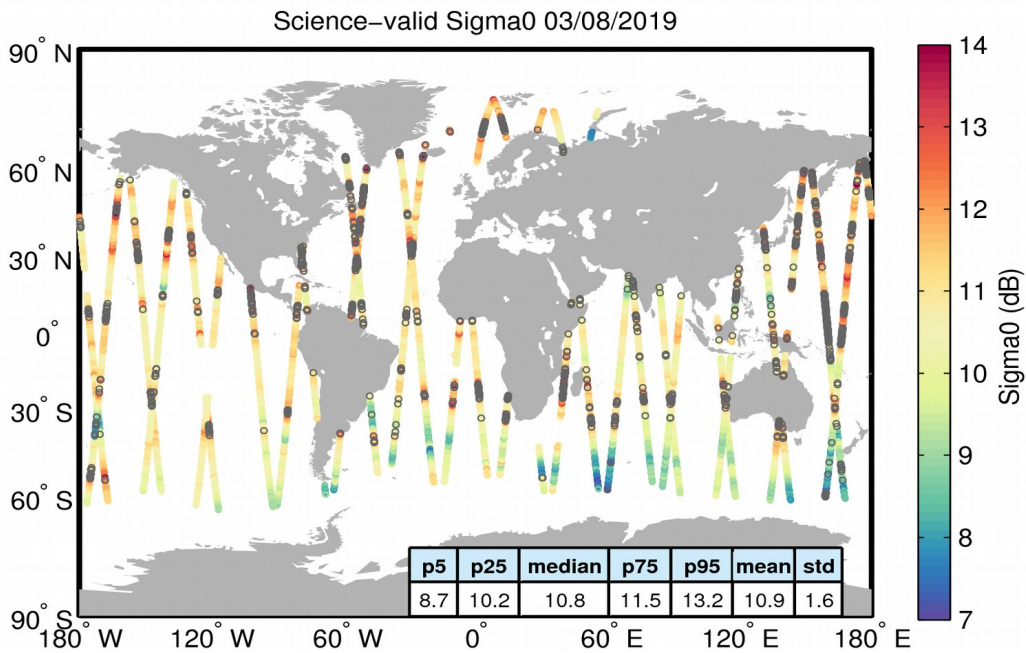 Science−valid Sigma0 03/08/2019
90° N
60° N
30° N
0°
30° S
60° S
90° S
180° W
120° W
60° W
0°
60° E
120° E
180° E
14
13
12
11
10
9
8
7
Sigma0 (dB)
p5 p25 median p75 p95 mean std
8.7 10.2 10.8 11.5 13.2 10.9 1.6